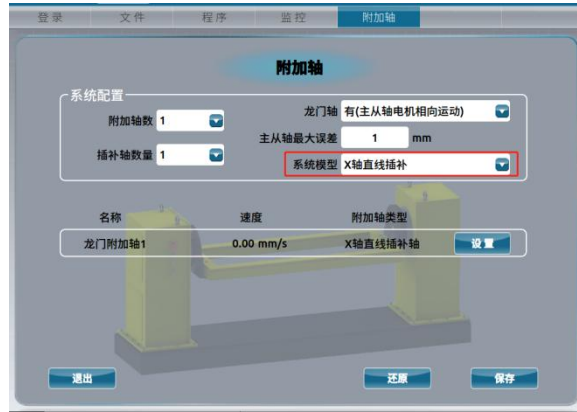 登录 文件 程序 监控 附加轴
附加轴
系统配置
附加轴数 1 龙门轴 有(主从轴电机相向运动)
主从轴最大误差 1 mm
插补轴数量 1 系统模型 X轴直线插补
名称 速度 附加轴类型
龙门附加轴1 0.00 mm/s X轴直线插补轴 设置
退出 还原 保存